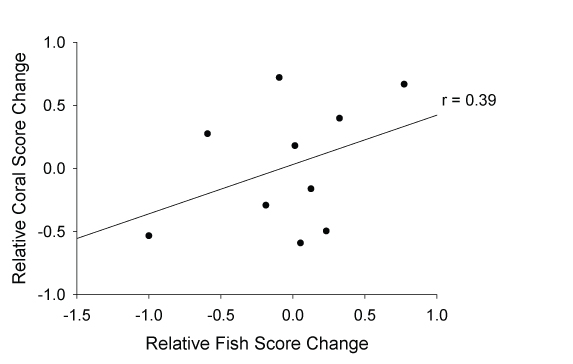 1.0
0.5
0.0
-0.5
-1.0
Relative Coral Score Change
r = 0.39
-1.5 -1.0 -0.5 0.0 0.5 1.0
Relative Fish Score Change